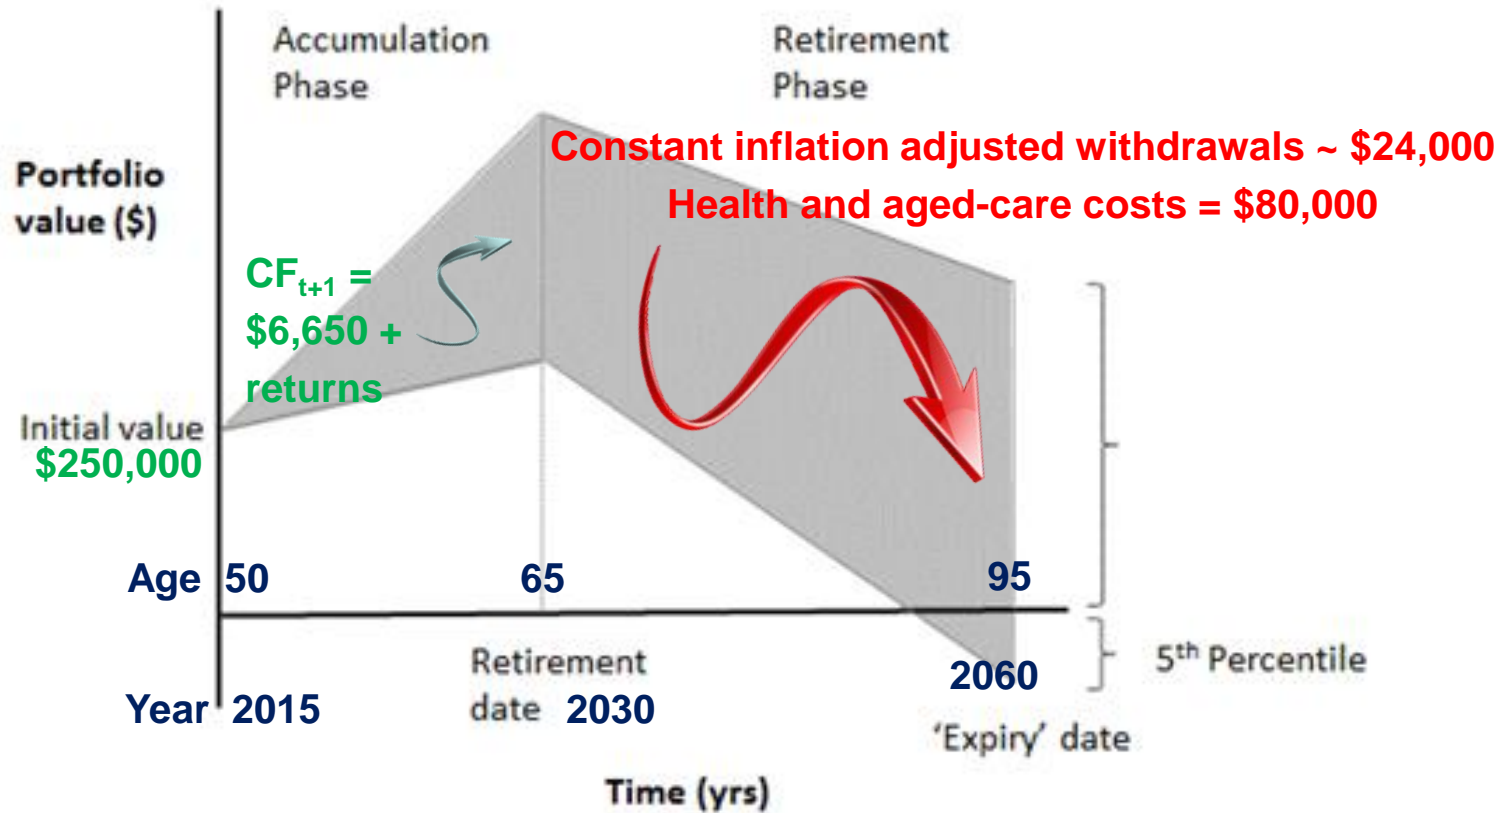 Accumulation
Phase
Retirement
Phase
Constant inflation adjusted withdrawals ~ $24,000
Health and aged-care costs = $80,000
Portfolio
value ($)
CFt+1 =
$6,650 +
returns
Initial value
$250,000
Age 50 65 95
Retirement
date 2030
Year 2015
2060
5th Percentile
'Expiry' date
Time (yrs)